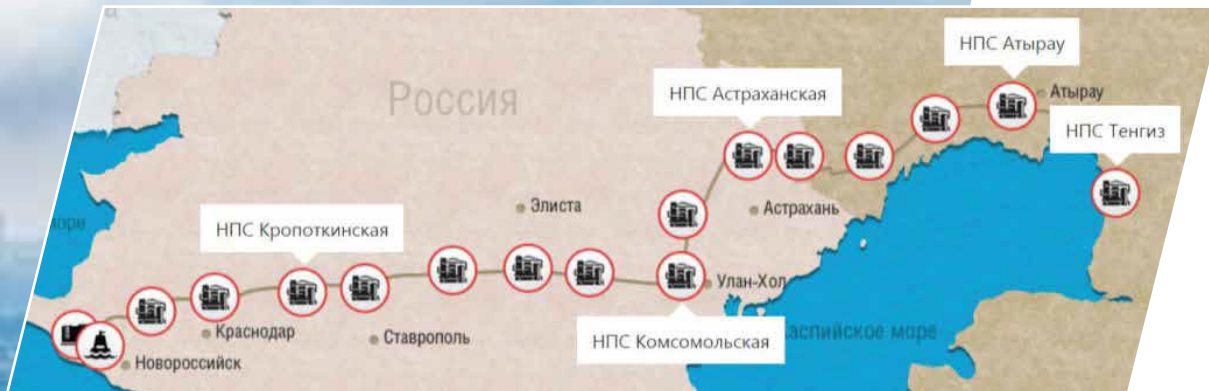 НПС Атырау
Россия
НПС Астраханская
Атырау
НПС Тенгиз
Элиста
Астрахань
НПС Кропоткинская
Улан-Хол
Краснодар
Ставрополь
НПС Комсомольская
море
Новороссийск